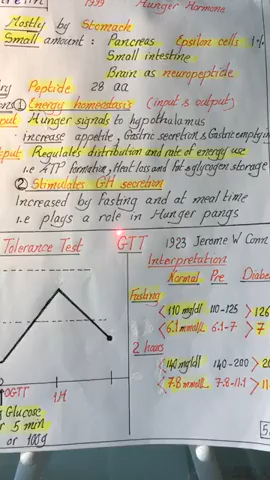 1999 Hunger Hormone
Mostly by Stomach
Small amount: Pancreas Epsilon cells 1%
Small intestine
Brain as neuropeptide
Peptide 28 aa
① Energy homeostasis (input & output)
Hunger signals to hypothalamus
increase appetite, Gastric secretion & Gastric emptyin
Regulates distribution and rate of energy use
i.e ATP formation, Heat loss and fat & glycogen storage
② Stimulates GH secretion
Increased by fasting and at meal time
i.e plays a role in Hunger pangs
Tolerance Test GTT 1923 Jerome W Conn
Interpretation
Normal Pre Diabe
Fasting
<110 mg/dl 110-125 >126
<6.1 mmol/L 6.1-7 >7
2 hours
<140 mg/dl 140-200 >20
<7.8 mmol/L 7.8-11.1 >11
OGTT 1H
Glucose
5 min
or 100g